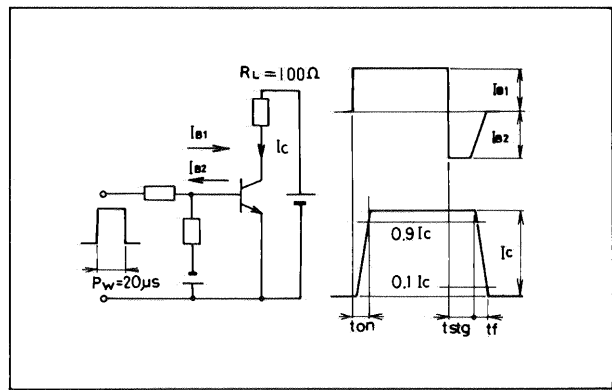 RL=100Ω
IB1
IB2
Ic
PW=20μs
IB1
IB2
0.9 Ic
Ic
0.1 Ic
ton
tstg
tf